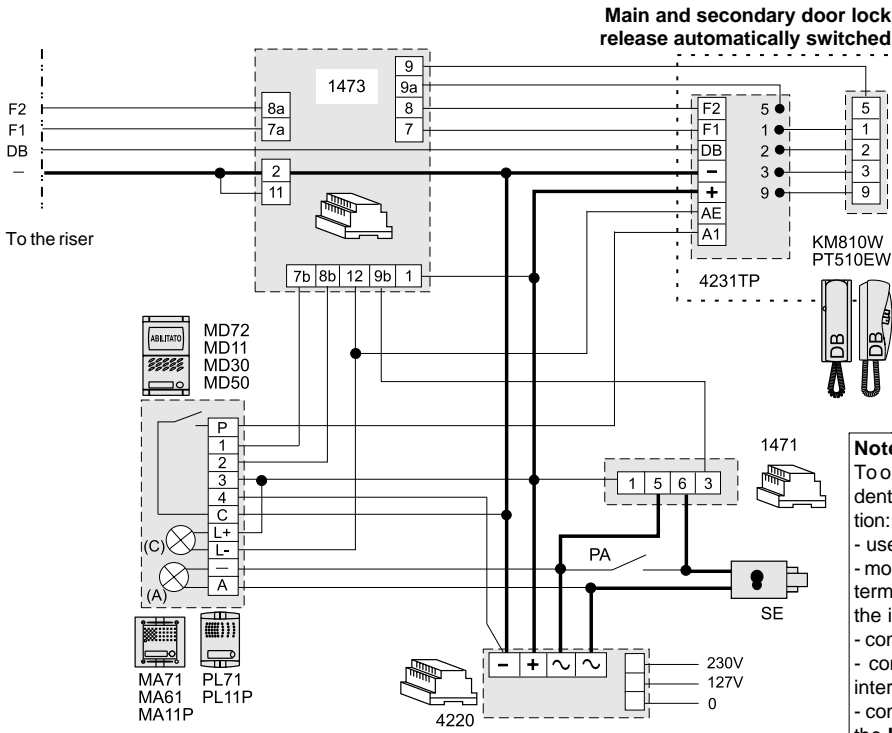 Main and secondary door lock
release automatically switched
1473
9
9a
8
7
8a
7a
2
11
7b 8b 12 9b 1
F2
F1
DB
—
To the riser
F2
F1
DB
-
+
AE
A1
5
1
2
3
9
4231TP
5
1
2
3
9
KM810W
PT510EW
DB
DB
ABILITATO
MD72
MD11
MD30
MD50
P
1
2
3
4
C
L+
L-
—
A
(C)
(A)
MA71
MA61
MA11P
PL71
PL11P
1471
1 5 6 3
PA
SE
- + ~ ~
4220
230V
127V
0
Note
To o
dent
tion:
- use
- mo
term
the i
- con
- con
inter
- con